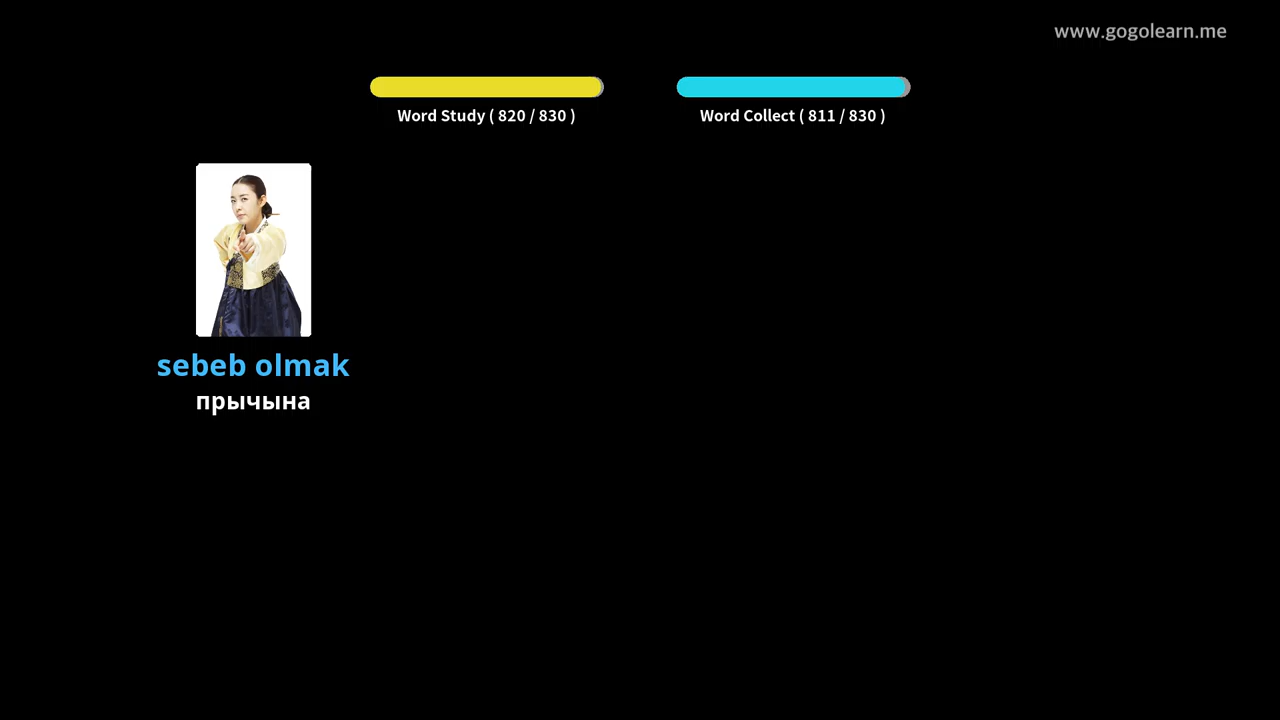 www.gogolearn.me
Word Study ( 820 / 830 )
Word Collect ( 811 / 830 )
sebeb olmak
прычына